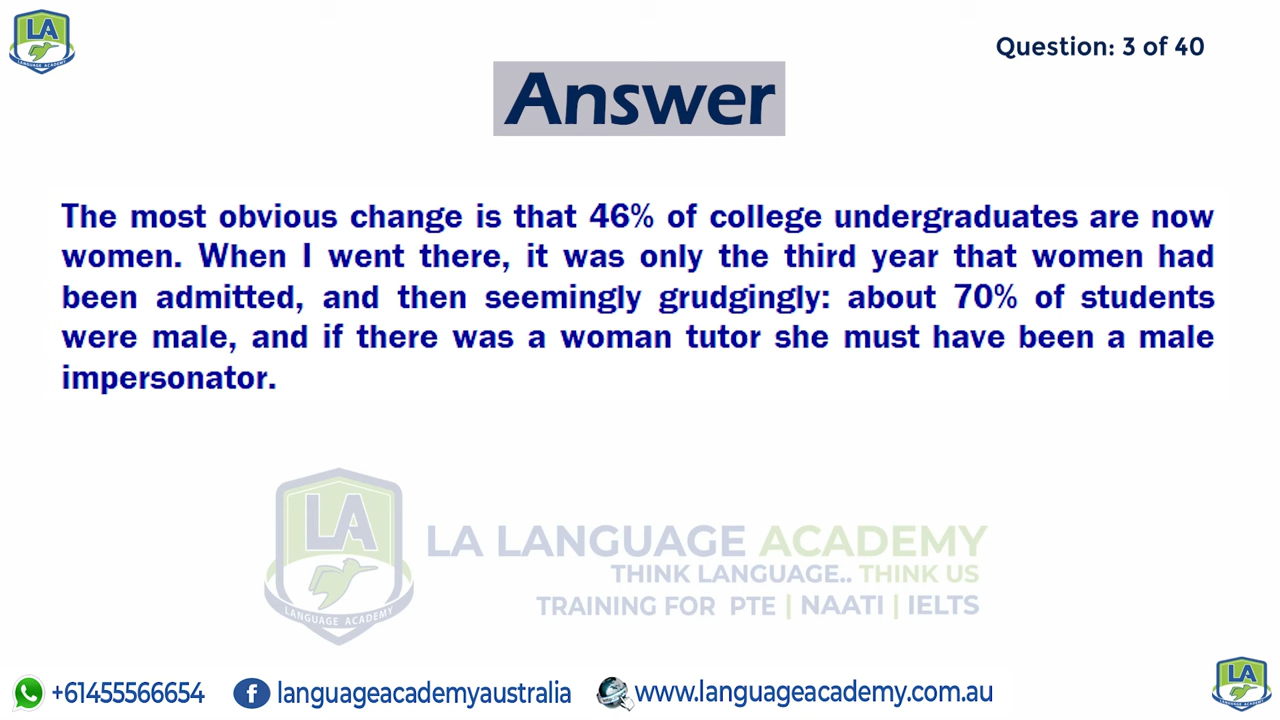 LA
LANGUAGE ACADEMY
Question: 3 of 40
Answer
The most obvious change is that 46% of college undergraduates are now
women. When I went there, it was only the third year that women had
been admitted, and then seemingly grudgingly: about 70% of students
were male, and if there was a woman tutor she must have been a male
impersonator.
LA
LANGUAGE ACADEMY
LA LANGUAGE ACADEMY
THINK LANGUAGE.. THINK US
TRAINING FOR PTE | NAATI | IELTS
+61455566654
languageacademyaustralia
www.languageacademy.com.au
LA
LANGUAGE ACADEMY